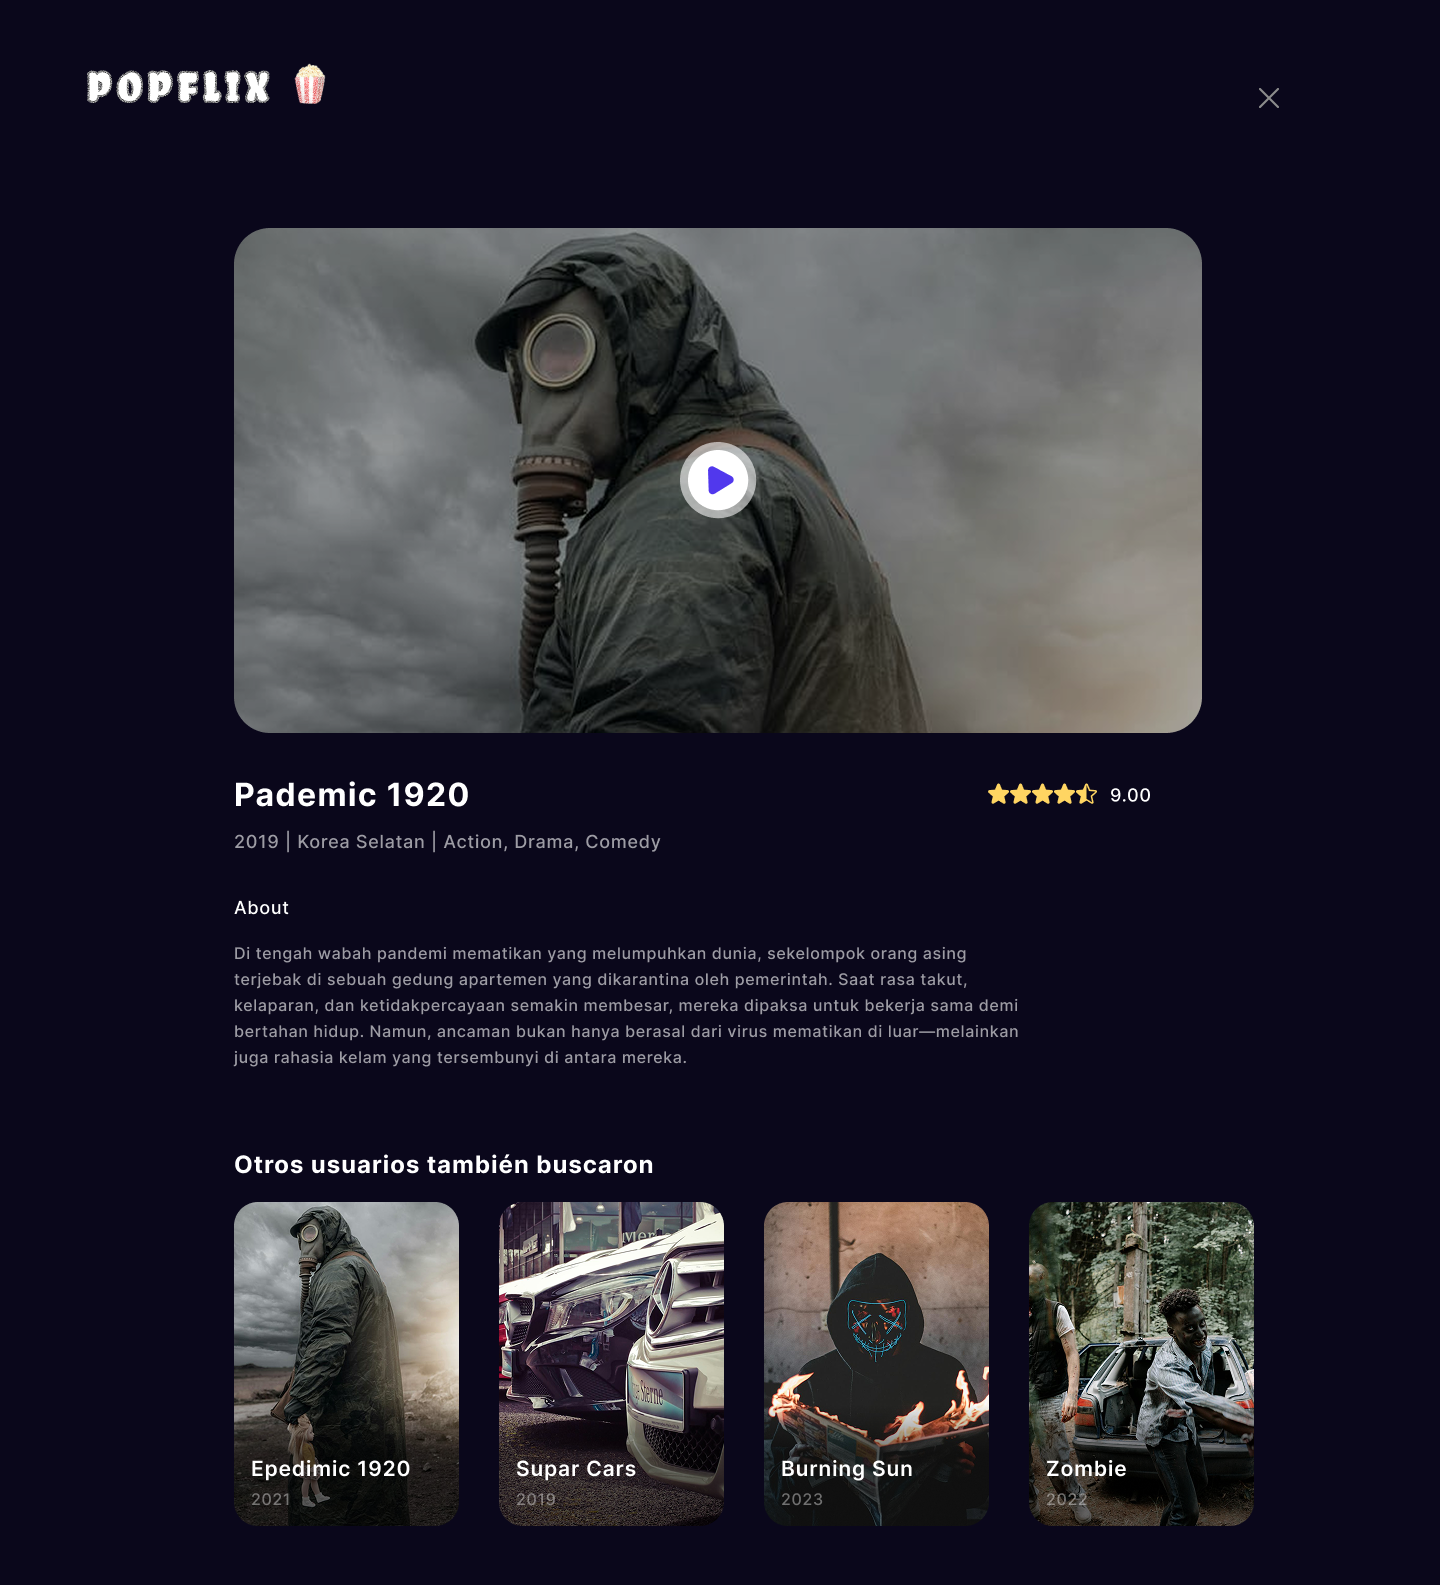 POPFLIX
Pademic 1920
9.00
2019 | Korea Selatan | Action, Drama, Comedy
About
Di tengah wabah pandemi mematikan yang melumpuhkan dunia, sekelompok orang asing
terjebak di sebuah gedung apartemen yang dikarantina oleh pemerintah. Saat rasa takut,
kelaparan, dan ketidakpercayaan semakin membesar, mereka dipaksa untuk bekerja sama demi
bertahan hidup. Namun, ancaman bukan hanya berasal dari virus mematikan di luar—melainkan
juga rahasia kelam yang tersembunyi di antara mereka.
Otros usuarios también buscaron
Sterne
Epedimic 1920
2021
Supar Cars
2019
Burning Sun
2023
Zombie
2022